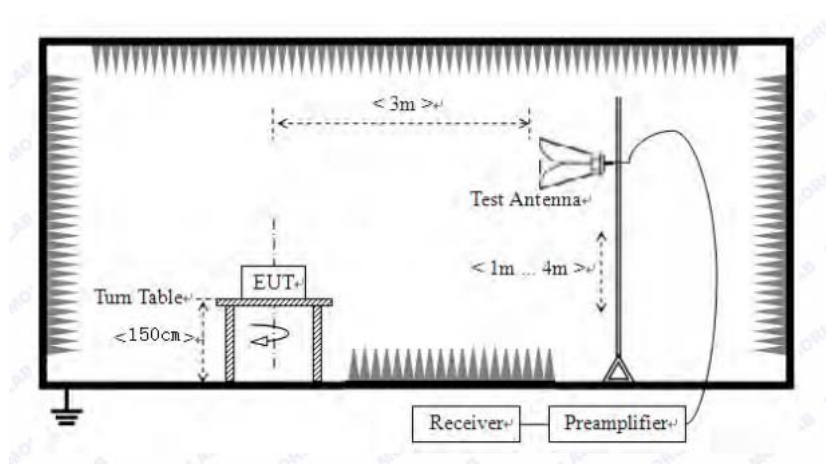 < 3m >
Test Antenna
< 1m ... 4m >
EUT
Turn Table
<150cm>
Receiver
Preamplifier